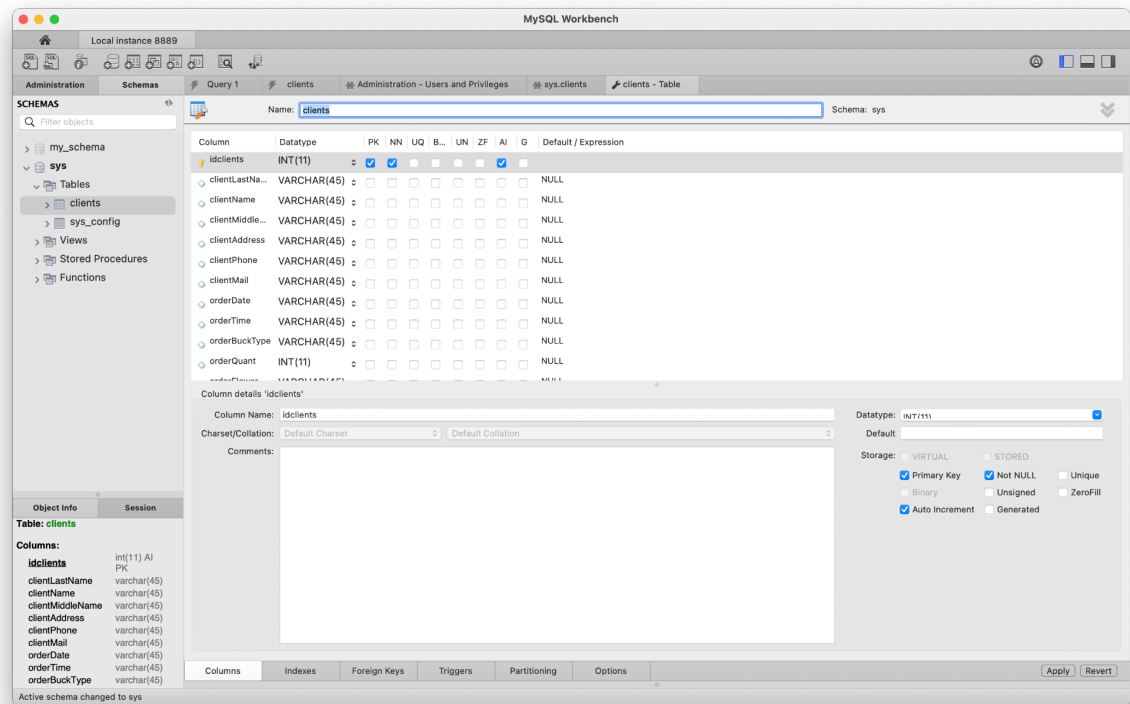 MySQL Workbench
Local instance 8889
Administration Schemas Query 1 clients Administration - Users and Privileges sys.clients clients - Table
SCHEMAS
Filter objects
my_schema
sys
Tables
clients
sys_config
Views
Stored Procedures
Functions
Object Info Session
Table: clients
Columns:
idclients int(11) AI PK
clientLastName varchar(45)
clientName varchar(45)
clientMiddleName varchar(45)
clientAddress varchar(45)
clientPhone varchar(45)
clientMail varchar(45)
orderDate varchar(45)
orderTime varchar(45)
orderBuckType varchar(45)
Name: clients Schema: sys
Column Datatype PK NN UQ B... UN ZF AI G Default / Expression
idclients INT(11)
clientLastNa... VARCHAR(45) NULL
clientName VARCHAR(45) NULL
clientMiddle... VARCHAR(45) NULL
clientAddress VARCHAR(45) NULL
clientPhone VARCHAR(45) NULL
clientMail VARCHAR(45) NULL
orderDate VARCHAR(45) NULL
orderTime VARCHAR(45) NULL
orderBuckType VARCHAR(45) NULL
orderQuant INT(11) NULL
orderFlower VARCHAR(45) NULL
Column details 'idclients'
Column Name: idclients Datatype: INT(11)
Charset/Collation: Default Charset Default Collation Default
Comments: Storage: VIRTUAL STORED
Primary Key Not NULL Unique
Binary Unsigned ZeroFill
Auto Increment Generated
Columns Indexes Foreign Keys Triggers Partitioning Options Apply Revert
Active schema changed to sys